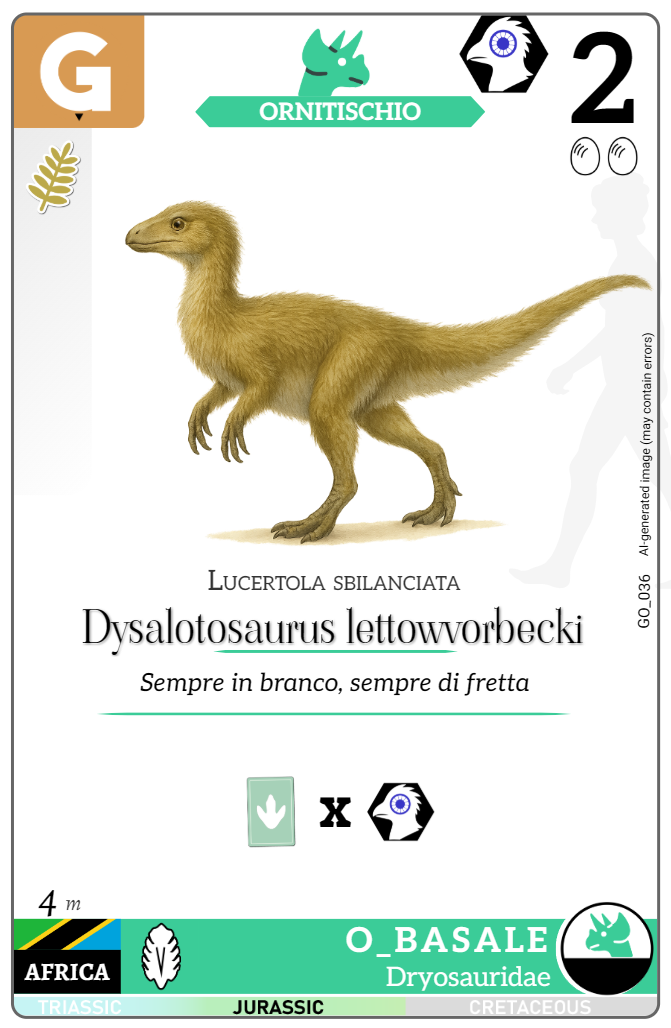 G
ORNITISCHIO
2
AI-generated image (may contain errors)
GO_036
Lucertola sbilanciata
Dysalotosaurus lettowvorbecki
Sempre in branco, sempre di fretta
x
4 m
AFRICA
O_BASALE
Dryosauridae
TRIASSIC
JURASSIC
CRETACEOUS